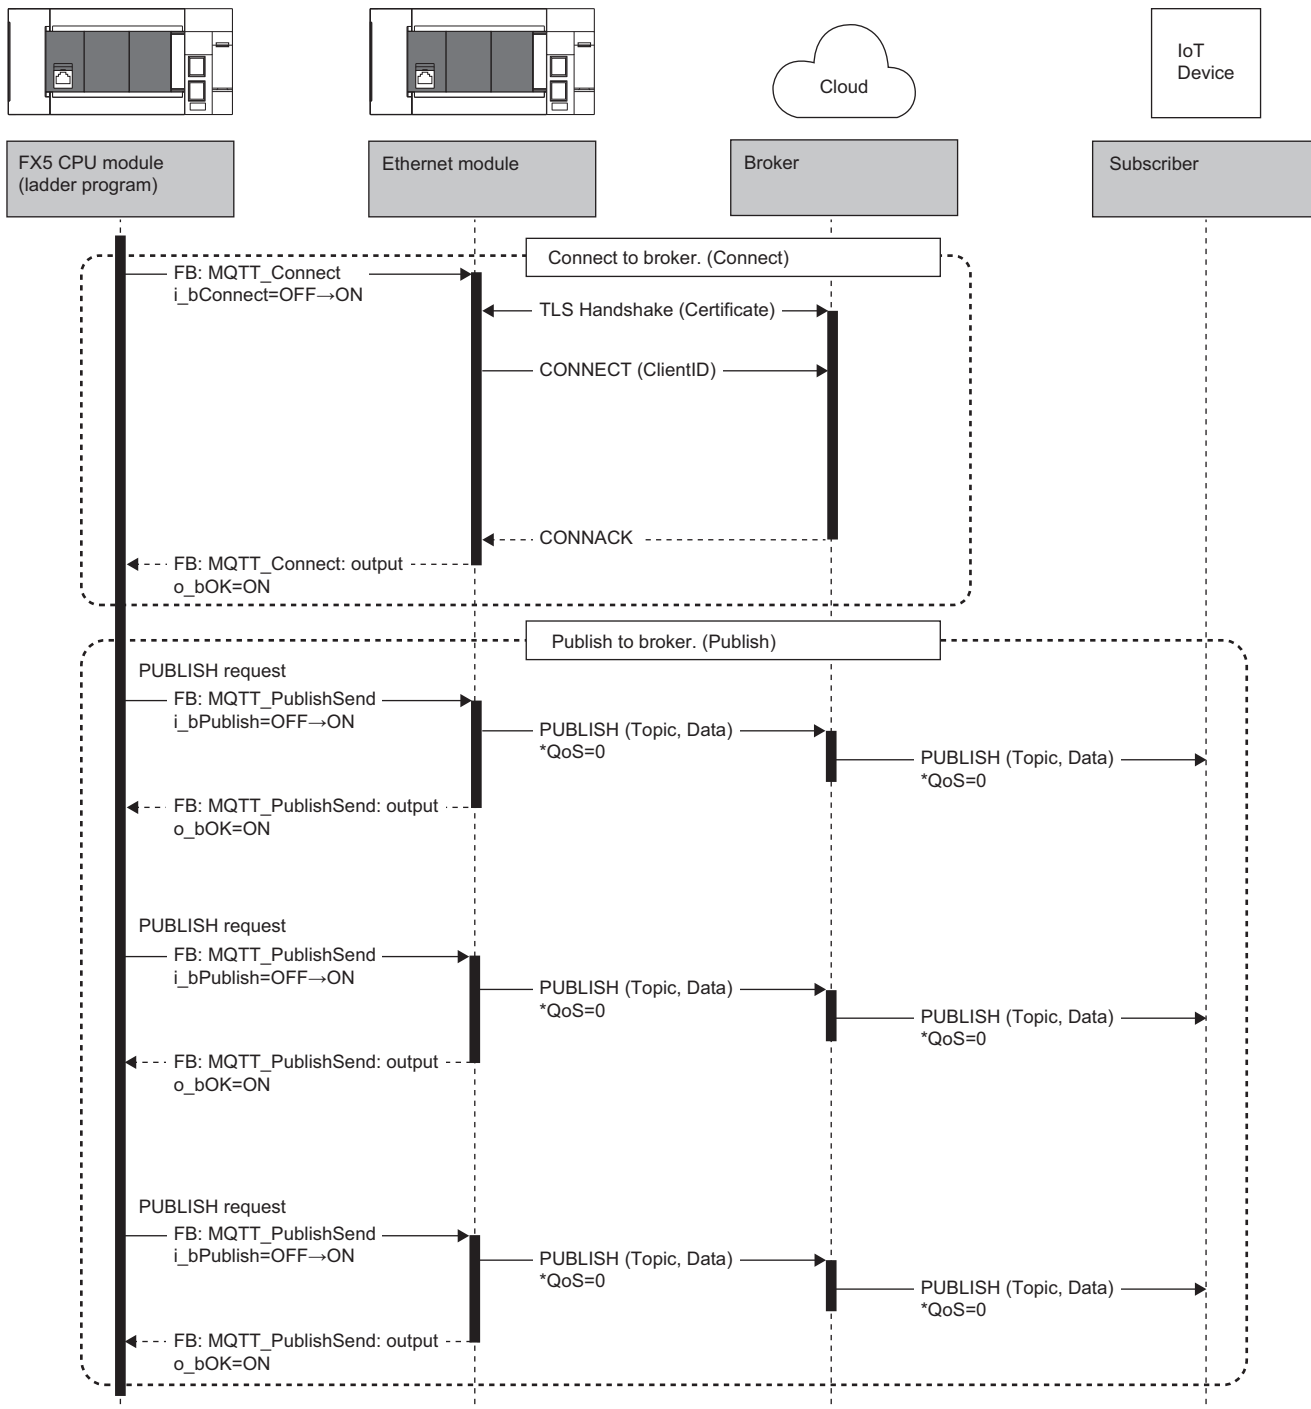 Cloud
IoT
Device
FX5 CPU module
(ladder program)
Ethernet module
Broker
Subscriber
Connect to broker. (Connect)
FB: MQTT_Connect
i_bConnect=OFF→ON
TLS Handshake (Certificate)
CONNECT (ClientID)
CONNACK
FB: MQTT_Connect: output
o_bOK=ON
Publish to broker. (Publish)
PUBLISH request
FB: MQTT_PublishSend
i_bPublish=OFF→ON
PUBLISH (Topic, Data)
*QoS=0
PUBLISH (Topic, Data)
*QoS=0
FB: MQTT_PublishSend: output
o_bOK=ON
PUBLISH request
FB: MQTT_PublishSend
i_bPublish=OFF→ON
PUBLISH (Topic, Data)
*QoS=0
PUBLISH (Topic, Data)
*QoS=0
FB: MQTT_PublishSend: output
o_bOK=ON
PUBLISH request
FB: MQTT_PublishSend
i_bPublish=OFF→ON
PUBLISH (Topic, Data)
*QoS=0
PUBLISH (Topic, Data)
*QoS=0
FB: MQTT_PublishSend: output
o_bOK=ON